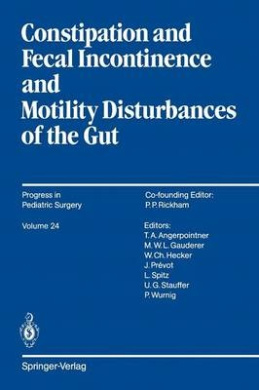 Constipation and
Fecal Incontinence
and
Motility Disturbances
of the Gut
Progress in
Pediatric Surgery
Volume 24
Co-founding Editor:
P. P. Rickham
Editors:
T. A. Angerpointner
M. W. L. Gauderer
W. Ch. Hecker
J. Prévot
L. Spitz
U. G. Stauffer
P. Wurnig
Springer-Verlag